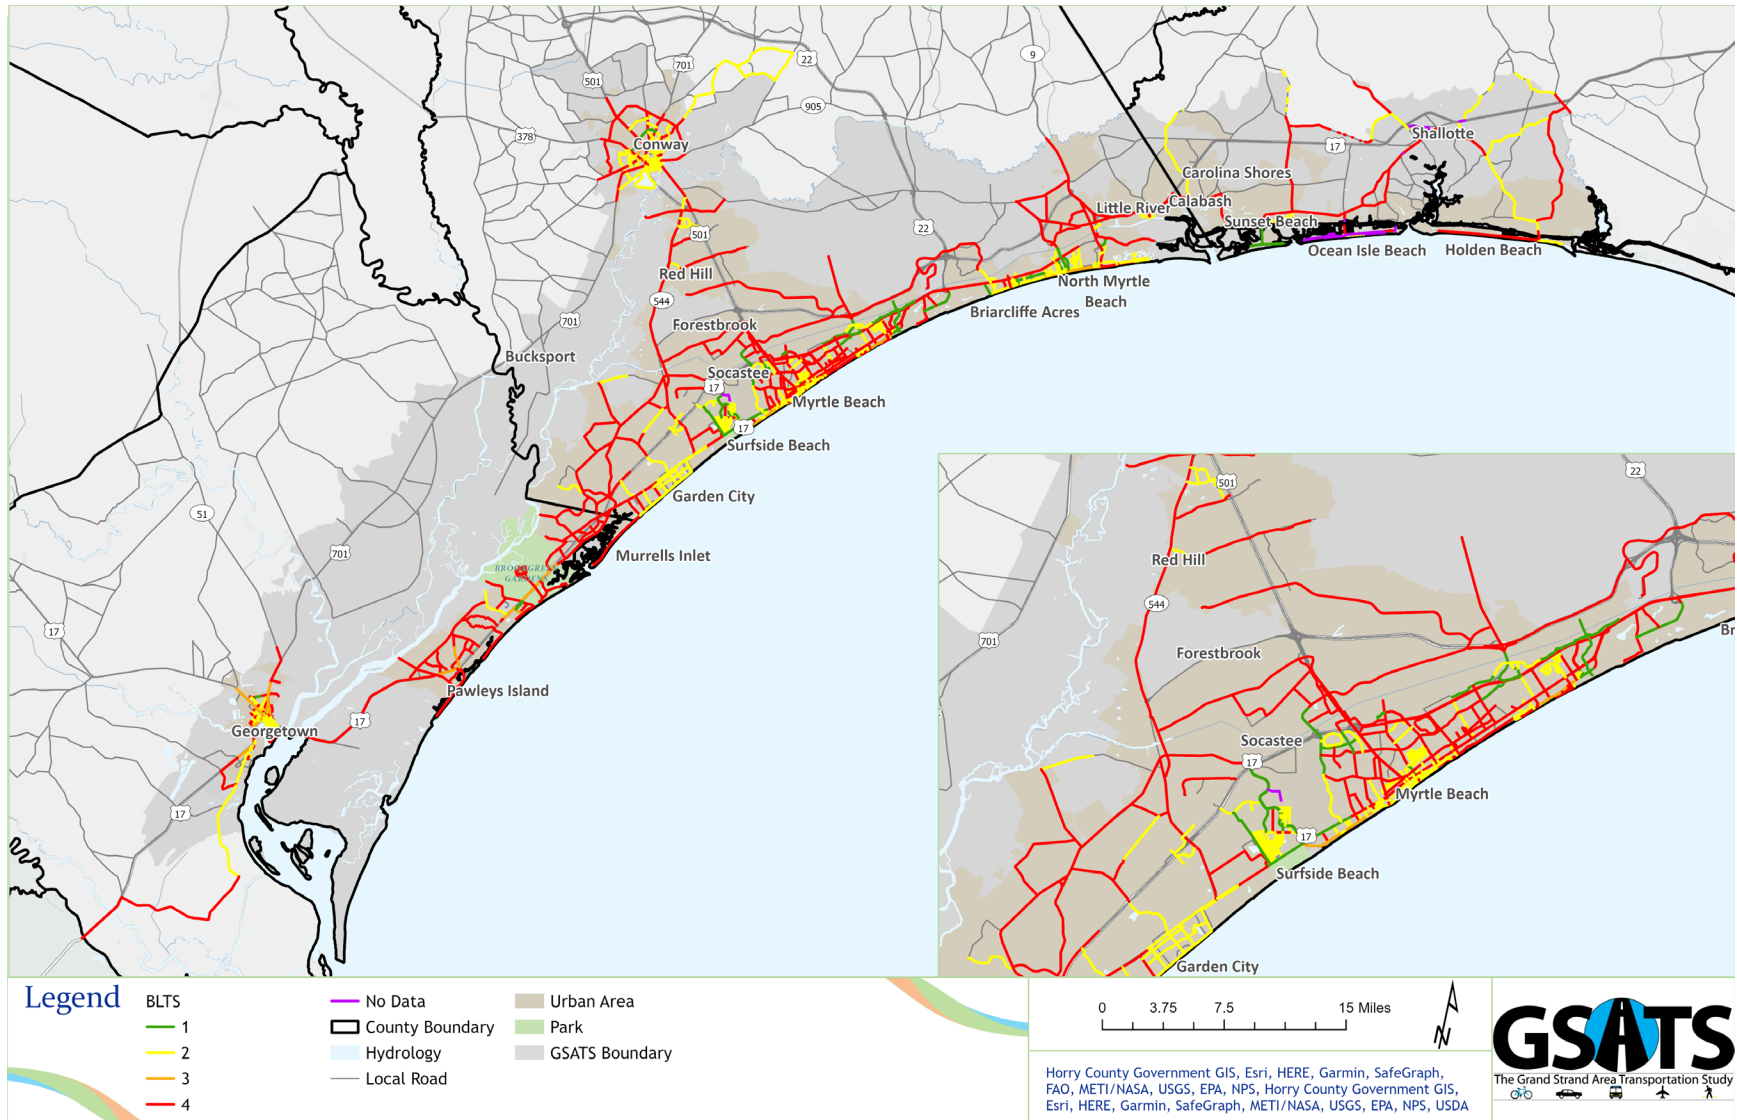 22
701
501
9
905
378
Conway
Shallotte
17
Carolina Shores
Calabash
Little River
Sunset Beach
501
22
Ocean Isle Beach
Holden Beach
Red Hill
North Myrtle
Beach
544
Briarcliffe Acres
701
Forestbrook
Bucksport
Socastee
17
Myrtle Beach
17
Surfside Beach
Garden City
51
701
Murrells Inlet
BROOKGREEN
GARDENS
17
Pawleys Island
17
Georgetown
17
22
501
Red Hill
544
701
Br
Forestbrook
Socastee
17
Myrtle Beach
17
Surfside Beach
Garden City
Legend
BLTS
1
2
3
4
No Data
County Boundary
Hydrology
Local Road
Urban Area
Park
GSATS Boundary
0 3.75 7.5 15 Miles
N
Horry County Government GIS, Esri, HERE, Garmin, SafeGraph,
FAO, METI/NASA, USGS, EPA, NPS, Horry County Government GIS,
Esri, HERE, Garmin, SafeGraph, METI/NASA, USGS, EPA, NPS, USDA
GSATS
The Grand Strand Area Transportation Study